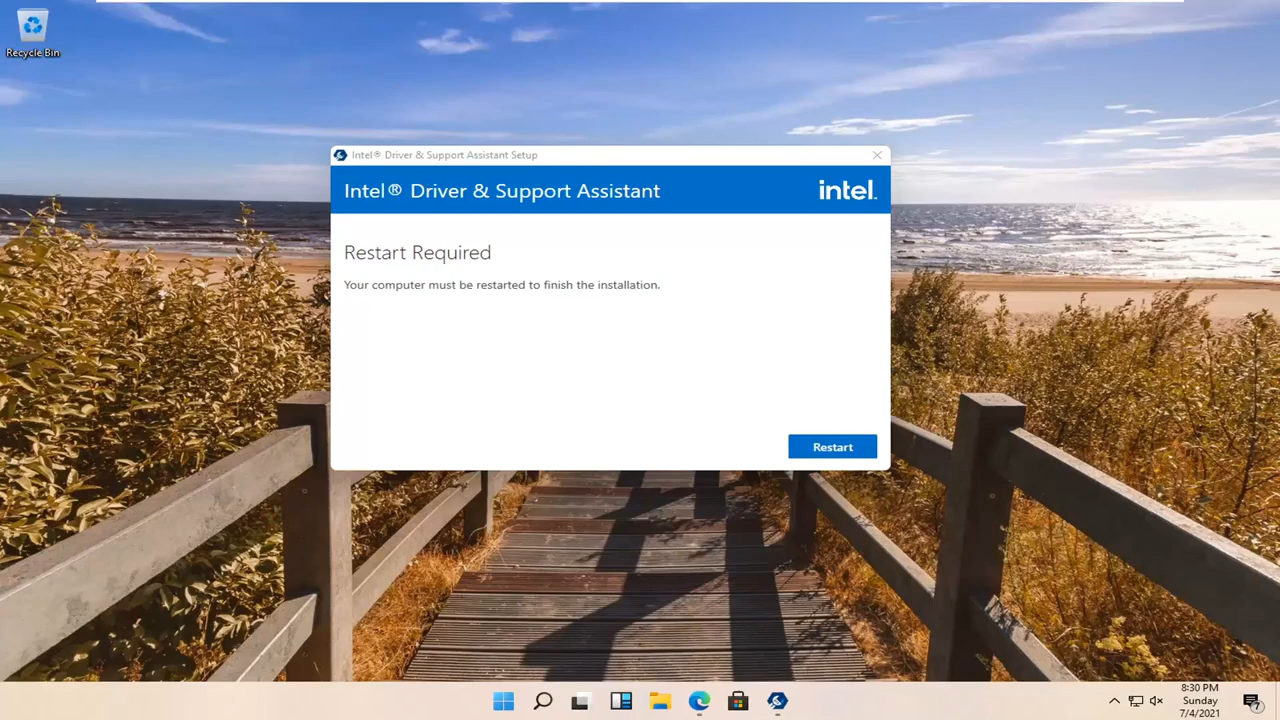 Recycle Bin
Intel® Driver & Support Assistant Setup
Intel® Driver & Support Assistant
intel.
Restart Required
Your computer must be restarted to finish the installation.
Restart
8:30 PM
Sunday
7/4/2021
7